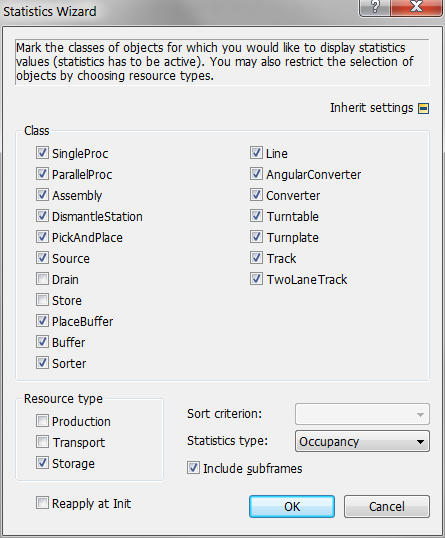 Statistics Wizard
?
Mark the classes of objects for which you would like to display statistics
values (statistics has to be active). You may also restrict the selection of
objects by choosing resource types.
Inherit settings
Class
SingleProc
Line
ParallelProc
AngularConverter
Assembly
Converter
DismantleStation
Turntable
PickAndPlace
Turnplate
Source
Track
Drain
TwoLaneTrack
Store
PlaceBuffer
Buffer
Sorter
Resource type
Production
Sort criterion:
Transport
Statistics type: Occupancy
Storage
Include subframes
Reapply at Init
OK
Cancel